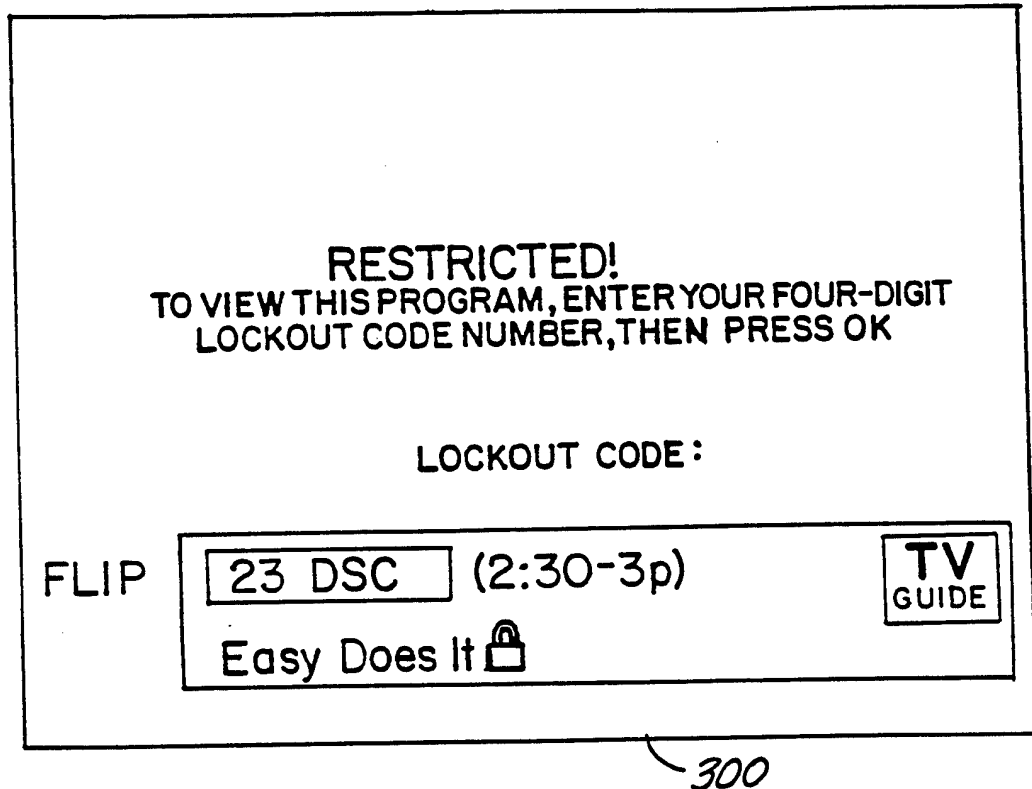 RESTRICTED!
TO VIEW THIS PROGRAM, ENTER YOUR FOUR-DIGIT
LOCKOUT CODE NUMBER, THEN PRESS OK
LOCKOUT CODE:
FLIP
23 DSC (2:30-3p)
TV
GUIDE
Easy Does It
300